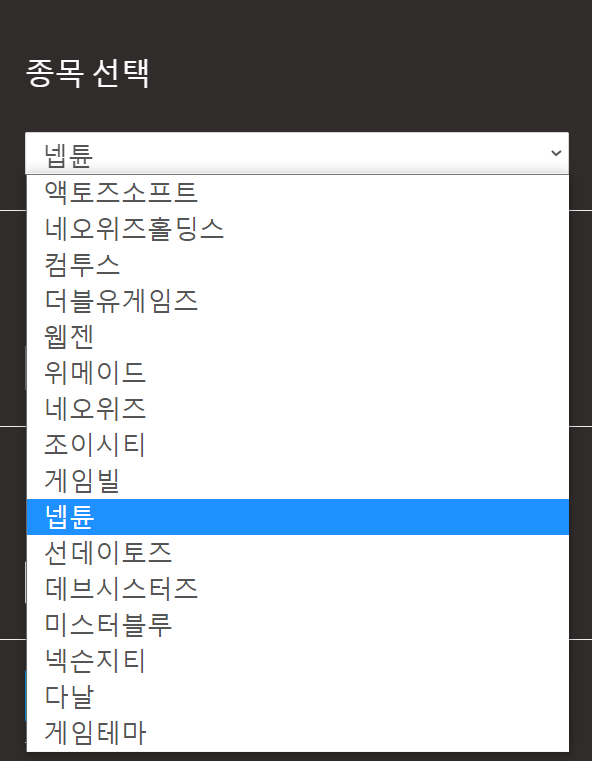 종목 선택
넵튠
액토즈소프트
네오위즈홀딩스
컴투스
더블유게임즈
웹젠
위메이드
네오위즈
조이시티
게임빌
넵튠
선데이토즈
데브시스터즈
미스터블루
넥슨지티
다날
게임테마